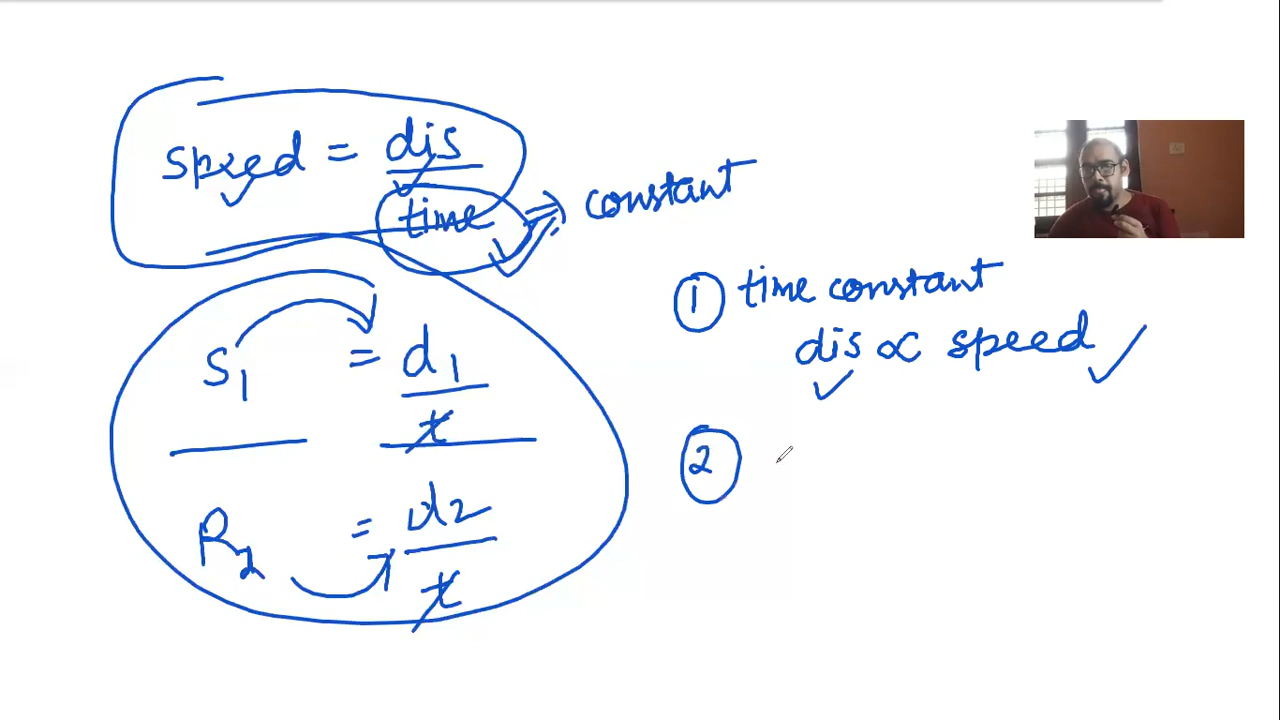 speed = dis
time
⇒ constant
S1 = d1
t
R2 = d2
t
1 time constant
dis ∝ speed
2